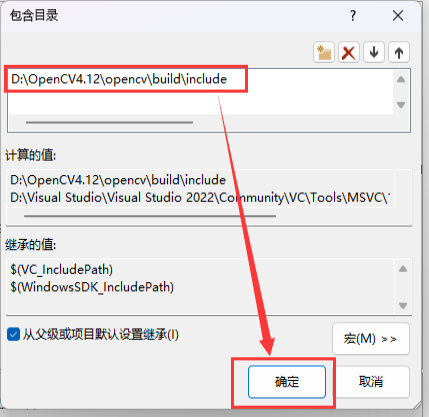 包含目录
D:\OpenCV4.12\opencv\build\include
计算的值:
D:\OpenCV4.12\opencv\build\include
D:\Visual Studio\Visual Studio 2022\Community\VC\Tools\MSVC\
继承的值:
$(VC_IncludePath)
$(WindowsSDK_IncludePath)
从父级或项目默认设置继承(I)
宏(M) >>
确定
取消